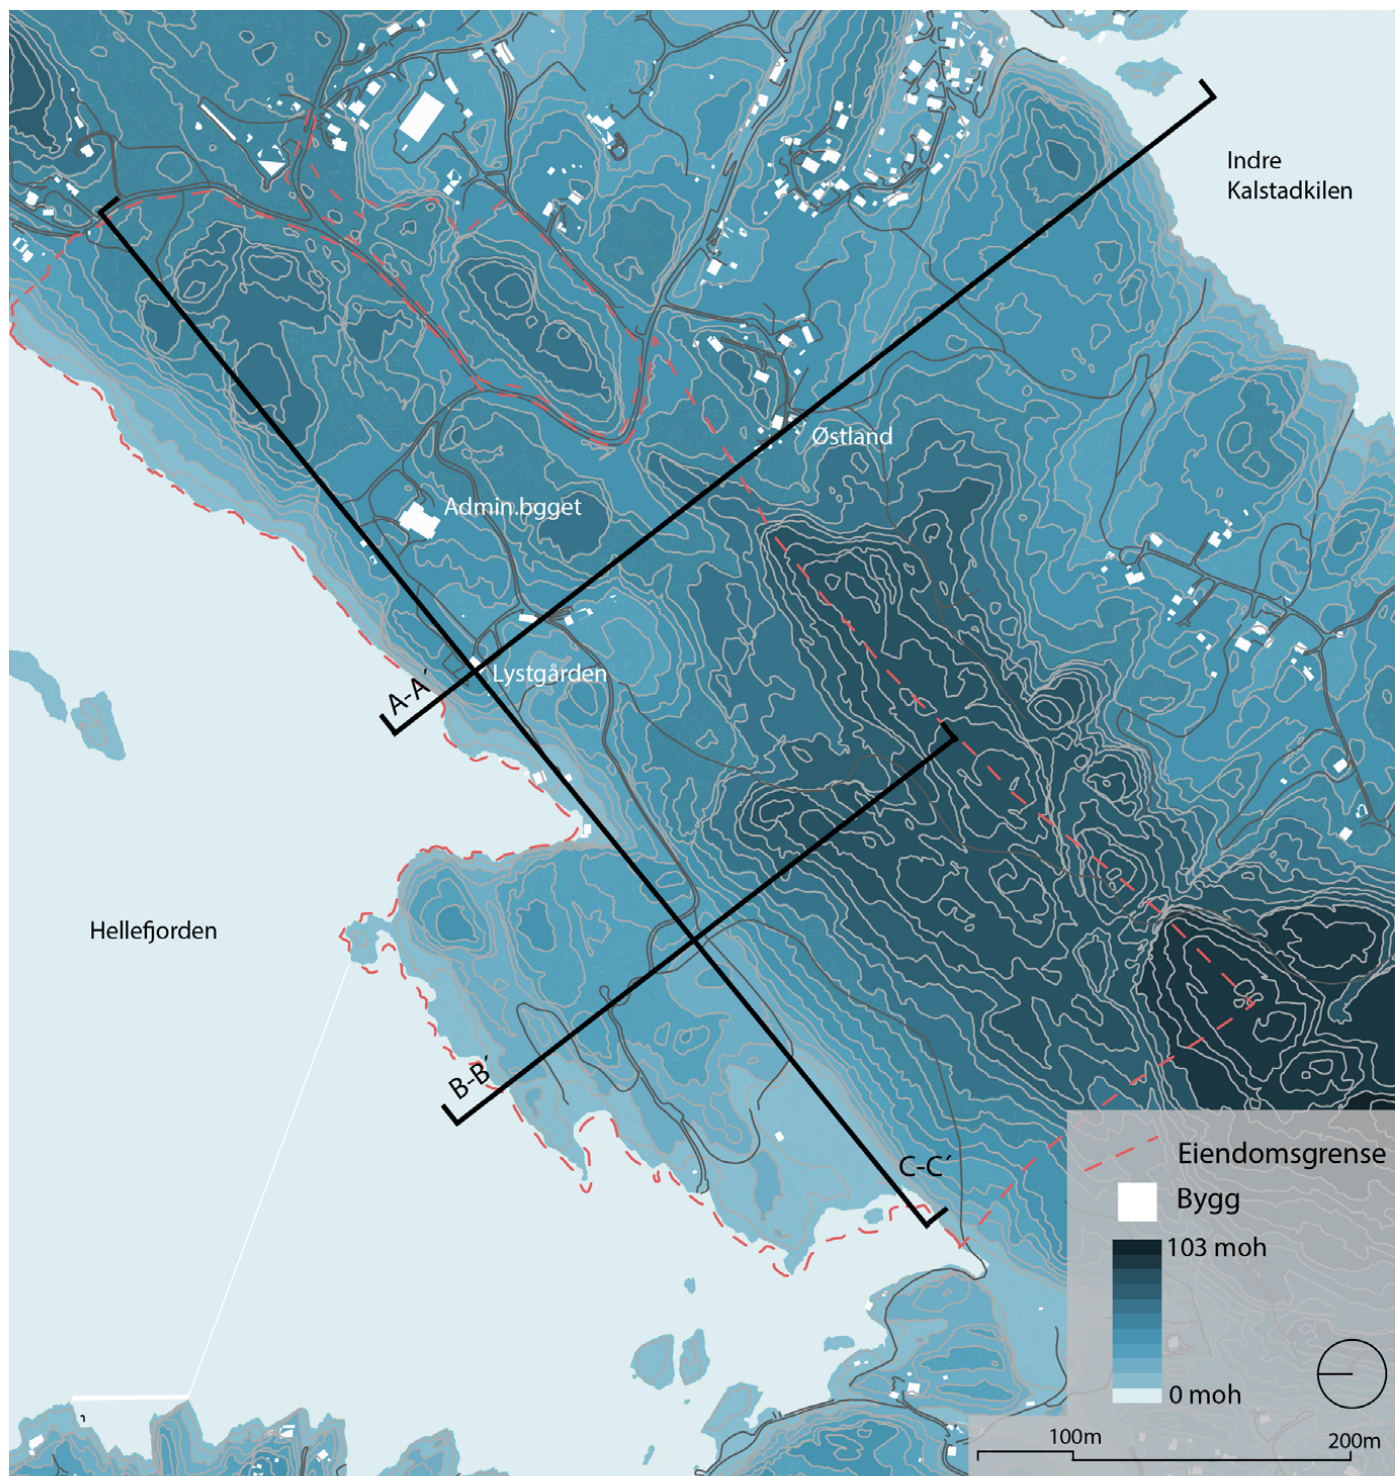 Indre
Kalstadkilen
Østland
Admin.bgget
Lystgården
A-A´
Hellefjorden
B-B´
C-C´
Eiendomsgrense
Bygg
103 moh
0 moh
100m
200m